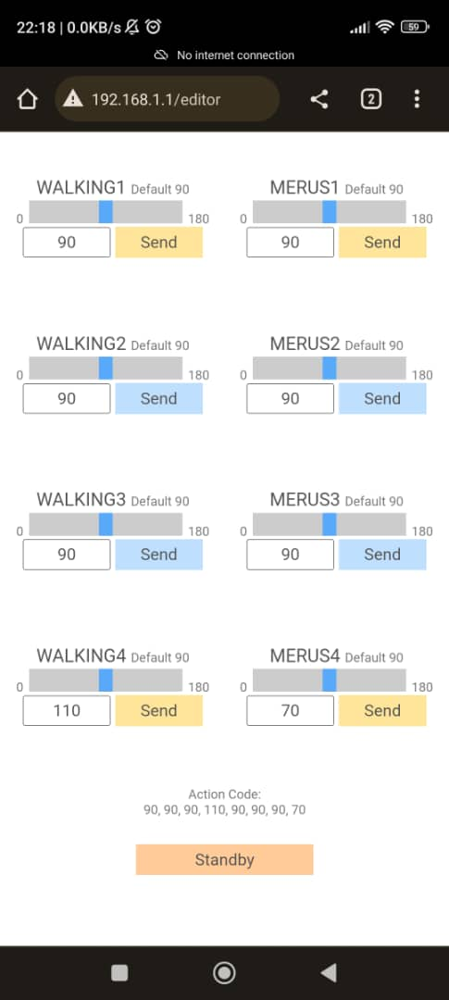 22:18 | 0.0KB/s 59
No internet connection
192.168.1.1/editor 2
WALKING1 Default 90 MERUS1 Default 90
0 180 0 180
90 Send 90 Send
WALKING2 Default 90 MERUS2 Default 90
0 180 0 180
90 Send 90 Send
WALKING3 Default 90 MERUS3 Default 90
0 180 0 180
90 Send 90 Send
WALKING4 Default 90 MERUS4 Default 90
0 180 0 180
110 Send 70 Send
Action Code:
90, 90, 90, 110, 90, 90, 90, 70
Standby